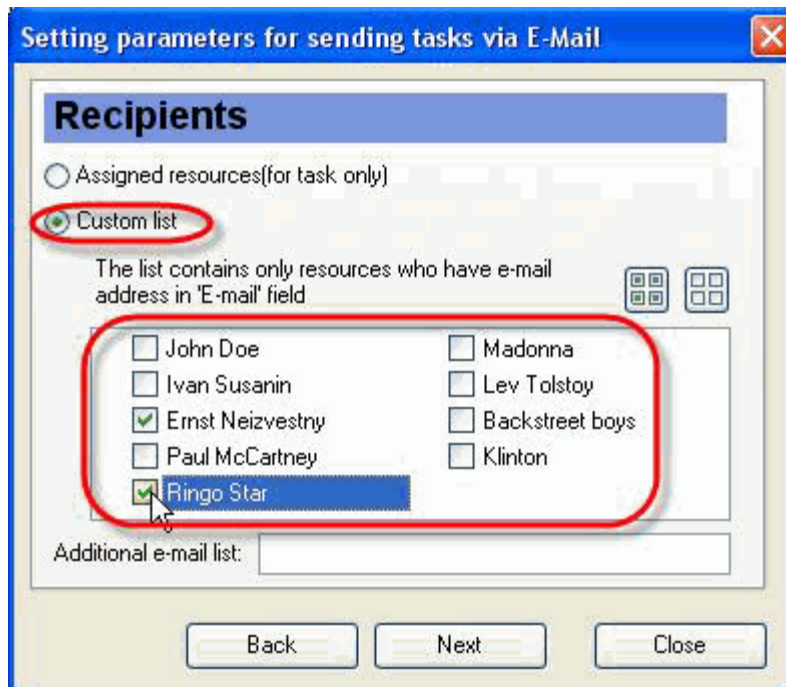 Setting parameters for sending tasks via E-Mail
Recipients
Assigned resources(for task only)
Custom list
The list contains only resources who have e-mail
address in 'E-mail' field
John Doe
Ivan Susanin
Ernst Neizvestny
Paul McCartney
Ringo Star
Madonna
Lev Tolstoy
Backstreet boys
Klinton
Additional e-mail list:
Back
Next
Close